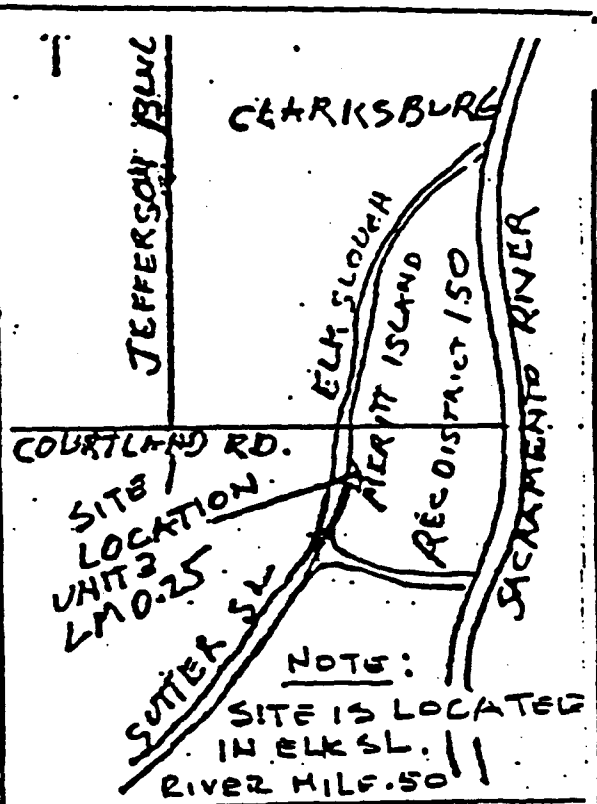 JEFFERSON BLVD
CLARKSBURG
ELK SLOUGH
MERITT ISLAND
REC DISTRICT 150
SACRAMENTO RIVER
COURTLAND RD.
SITE
LOCATION
UNIT 2
LM 0.25
SUTTER SL
NOTE:
SITE IS LOCATED
IN ELK SL.
RIVER MILE .50